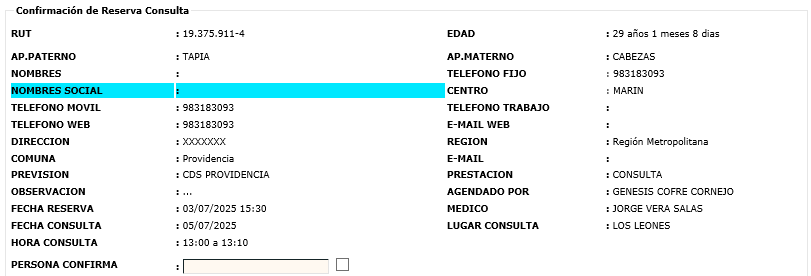 Confirmación de Reserva Consulta
RUT : 19.375.911-4 EDAD : 29 años 1 meses 8 dias
AP.PATERNO : TAPIA AP.MATERNO : CABEZAS
NOMBRES : TELEFONO FIJO : 983183093
NOMBRES SOCIAL : CENTRO : MARIN
TELEFONO MOVIL : 983183093 TELEFONO TRABAJO :
TELEFONO WEB : 983183093 E-MAIL WEB :
DIRECCION : XXXXXXX REGION : Región Metropolitana
COMUNA : Providencia E-MAIL :
PREVISION : CDS PROVIDENCIA PRESTACION : CONSULTA
OBSERVACION : ... AGENDADO POR : GENESIS COFRE CORNEJO
FECHA RESERVA : 03/07/2025 15:30 MEDICO : JORGE VERA SALAS
FECHA CONSULTA : 05/07/2025 LUGAR CONSULTA : LOS LEONES
HORA CONSULTA : 13:00 a 13:10
PERSONA CONFIRMA :